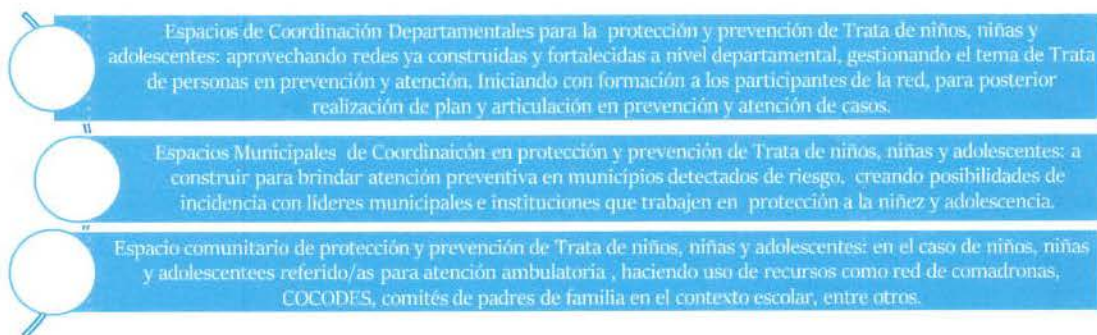 Espacios de Coordinación Departamentales para la protección y prevención de Trata de niños, niñas y
adolescentes: aprovechando redes ya construidas y fortalecidas a nivel departamental, gestionando el tema de Trata
de personas en prevención y atención. Iniciando con formación a los participantes de la red, para posterior
realización de plan y articulación en prevención y atención de casos.
Espacios Municipales de Coordinaicón en protección y prevención de Trata de niños, niñas y adolescentes: a
construir para brindar atención preventiva en municipios detectados de riesgo, creando posibilidades de
incidencia con líderes municipales e instituciones que trabajen en protección a la niñez y adolescencia.
Espacio comunitario de protección y prevención de Trata de niños, niñas y adolescentes: en el caso de niños, niñas
y adolescentees referido/as para atención ambulatoria , haciendo uso de recursos como red de comadronas,
COCODES, comités de padres de familia en el contexto escolar, entre otros.